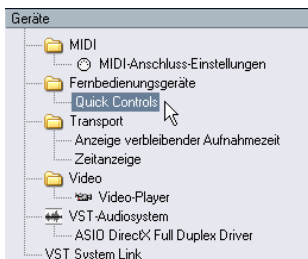 Geräte
MIDI
MIDI-Anschluss-Einstellungen
Fernbedienungsgeräte
Quick Controls
Transport
Anzeige verbleibender Aufnahmezeit
Zeitanzeige
Video
Video-Player
VST-Audiosystem
ASIO DirectX Full Duplex Driver
VST System Link